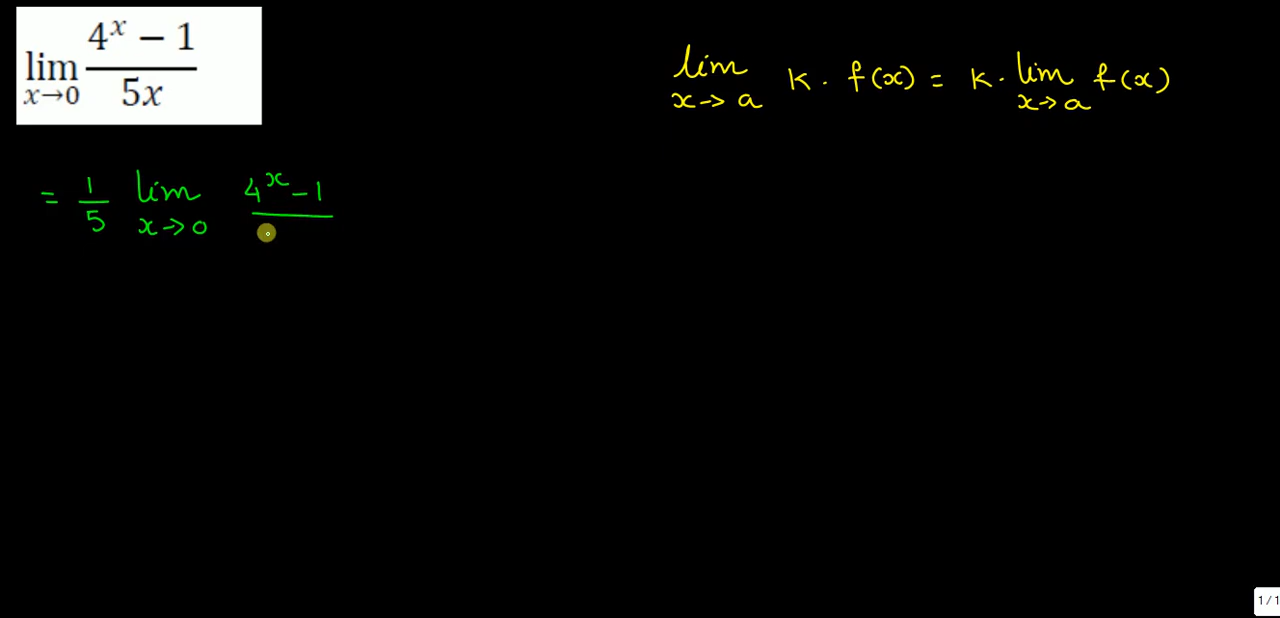 lim x→0 (4^x − 1)/(5x)
lim x→a K · f(x) = K · lim x→a f(x)
= 1/5 lim x→0 4^x − 1
1 / 1